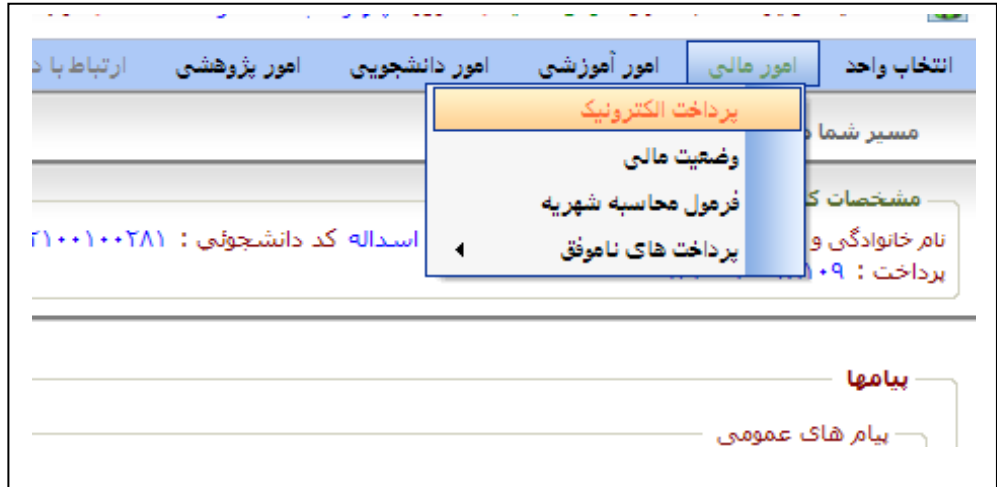 انتخاب واحد امور مالی امور آموزشی امور دانشجویی امور پژوهشی ارتباط با د
پرداخت الکترونیک
مسیر شما
وضعیت مالی
مشخصات
فرمول محاسبه شهریه
نام خانوادگی و
اسداله کد دانشجوئی :
پرداخت های ناموفق
پرداخت :
پیامها
پیام های عمومی